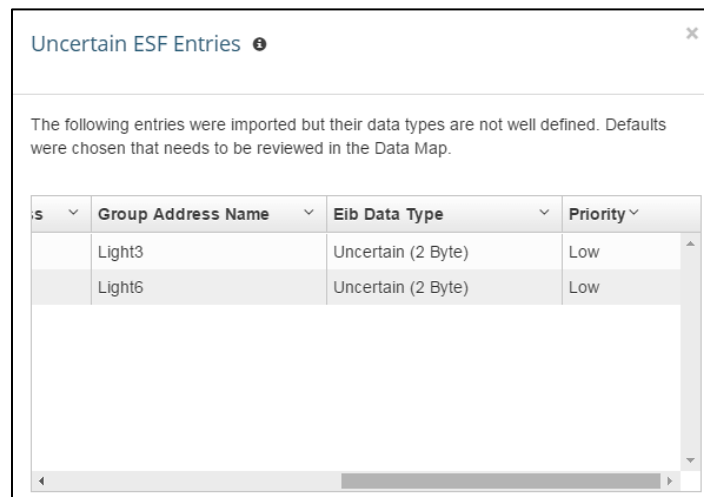 Uncertain ESF Entries
The following entries were imported but their data types are not well defined. Defaults
were chosen that needs to be reviewed in the Data Map.
ss Group Address Name Eib Data Type Priority
Light3 Uncertain (2 Byte) Low
Light6 Uncertain (2 Byte) Low